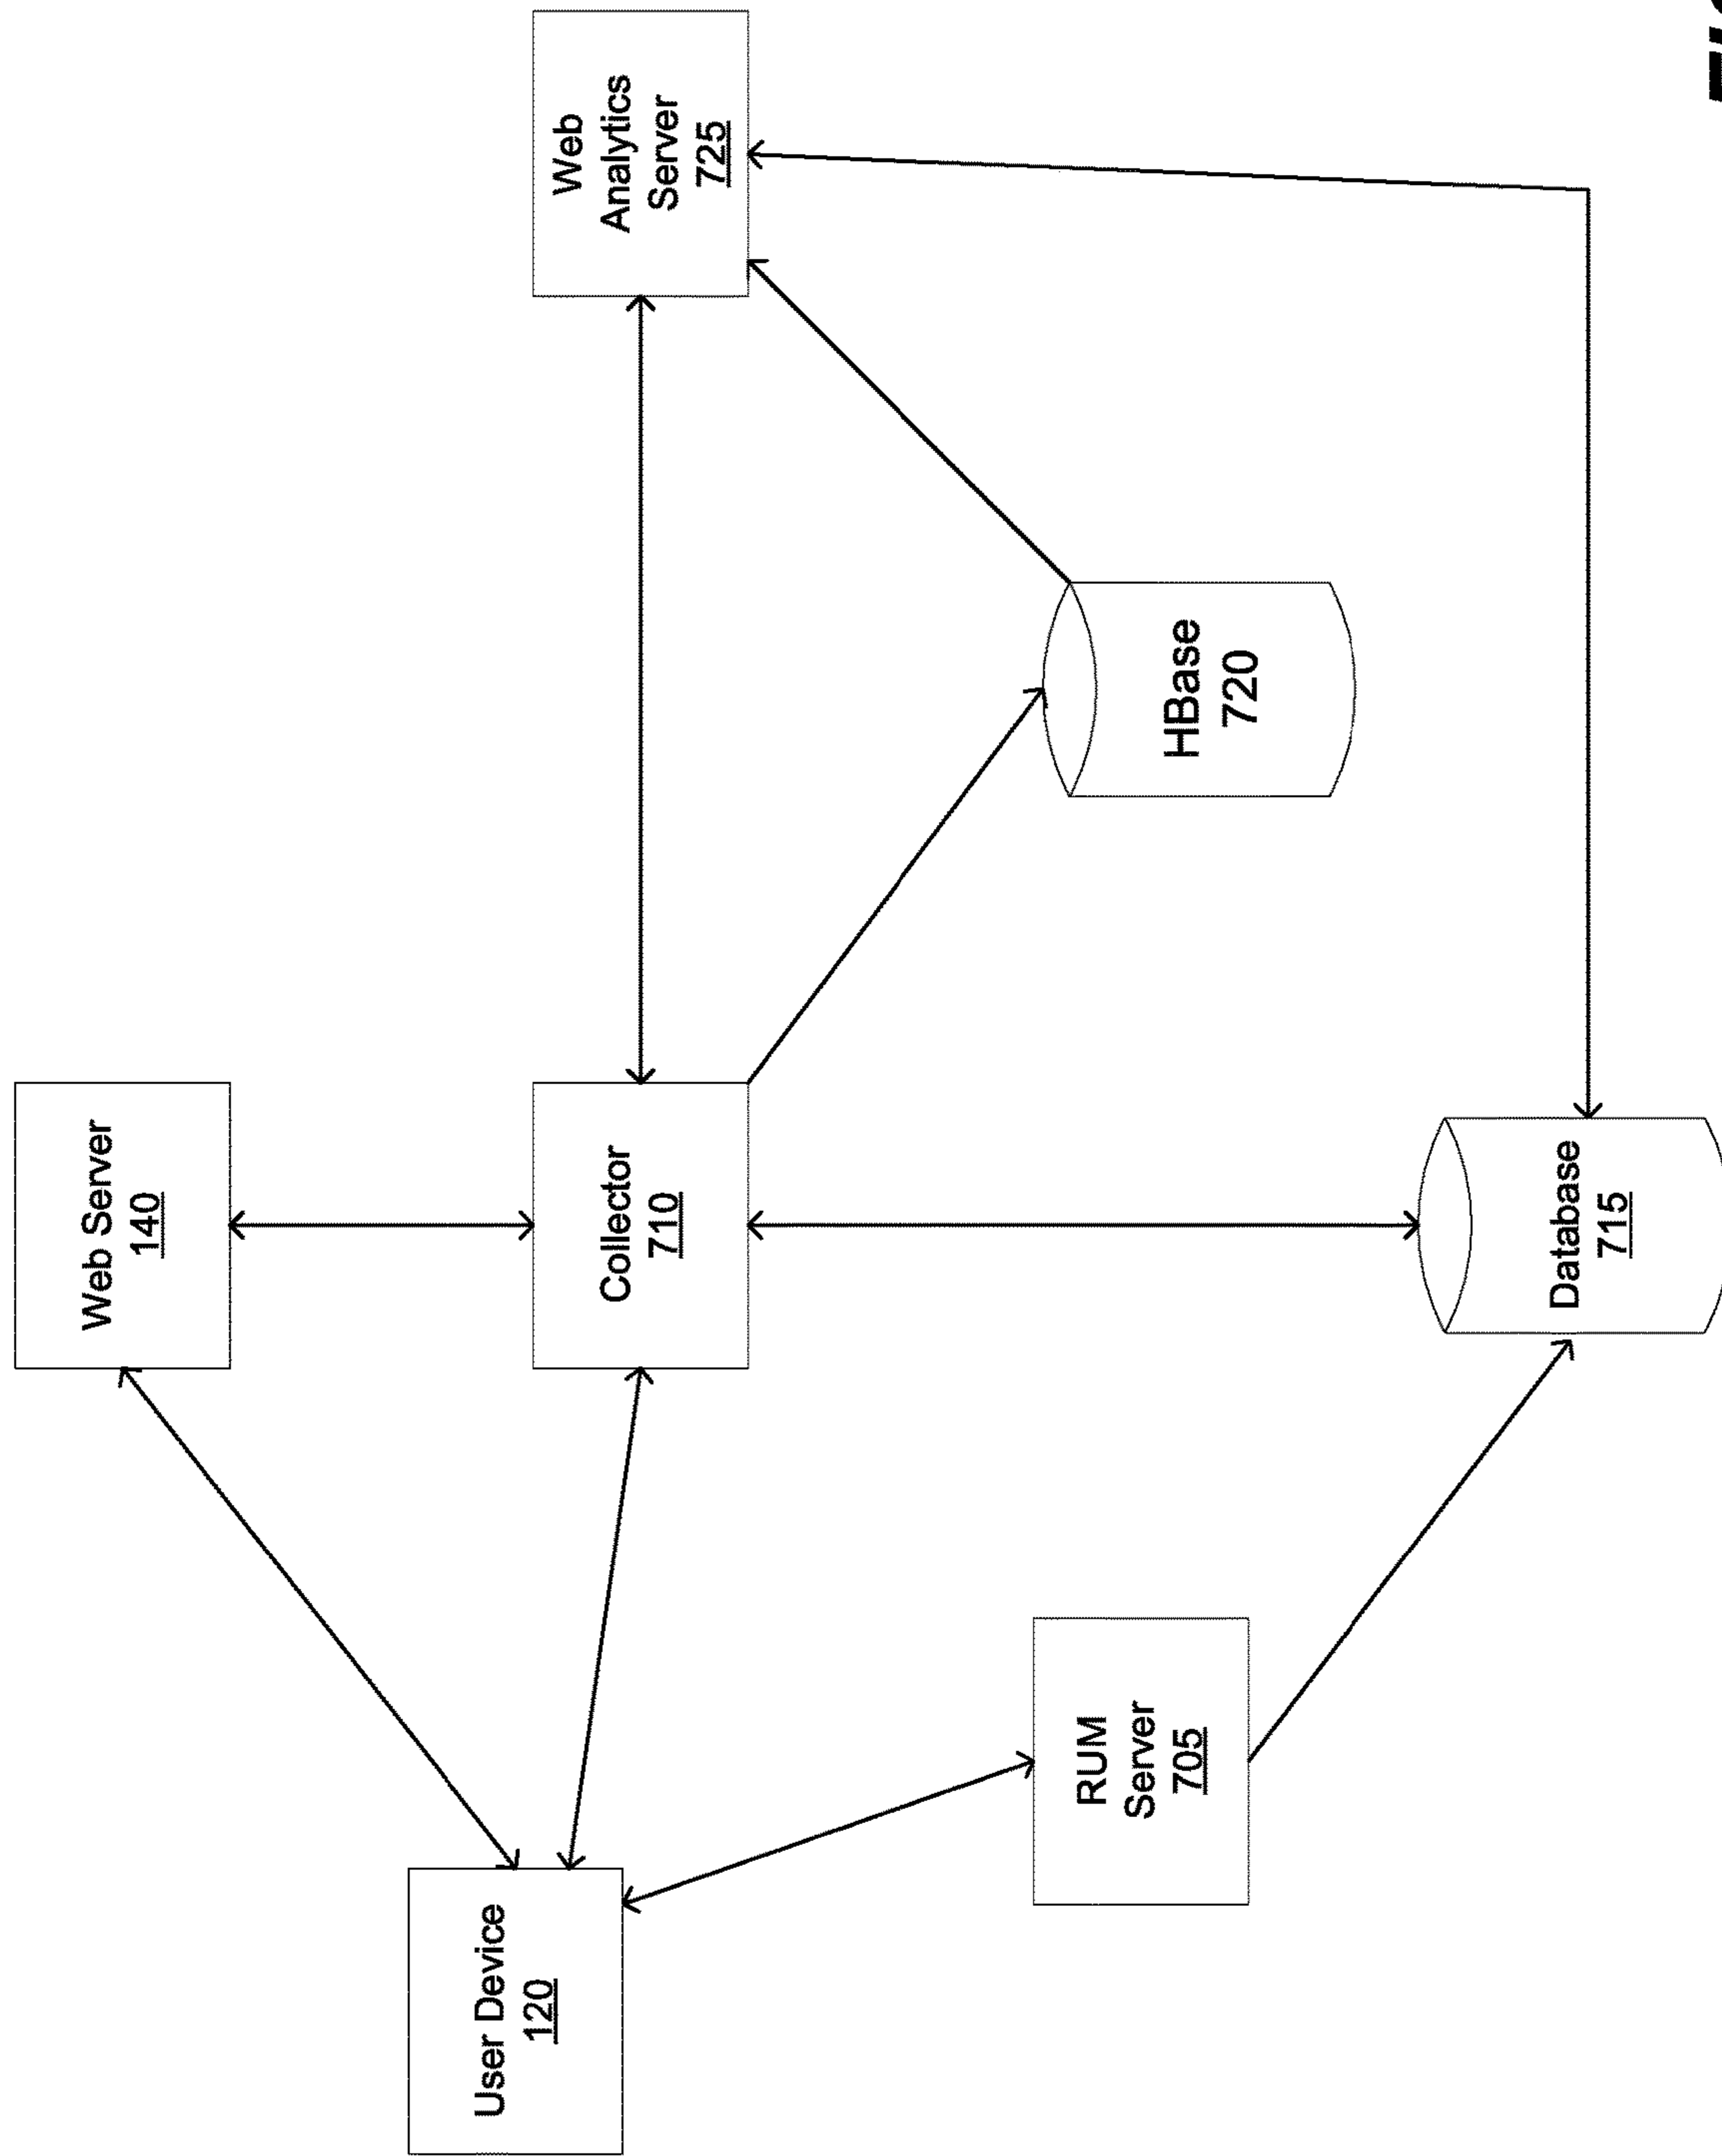 User Device
120
Web Server
140
Collector
710
RUM
Server
705
Database
715
HBase
720
Web
Analytics
Server
725